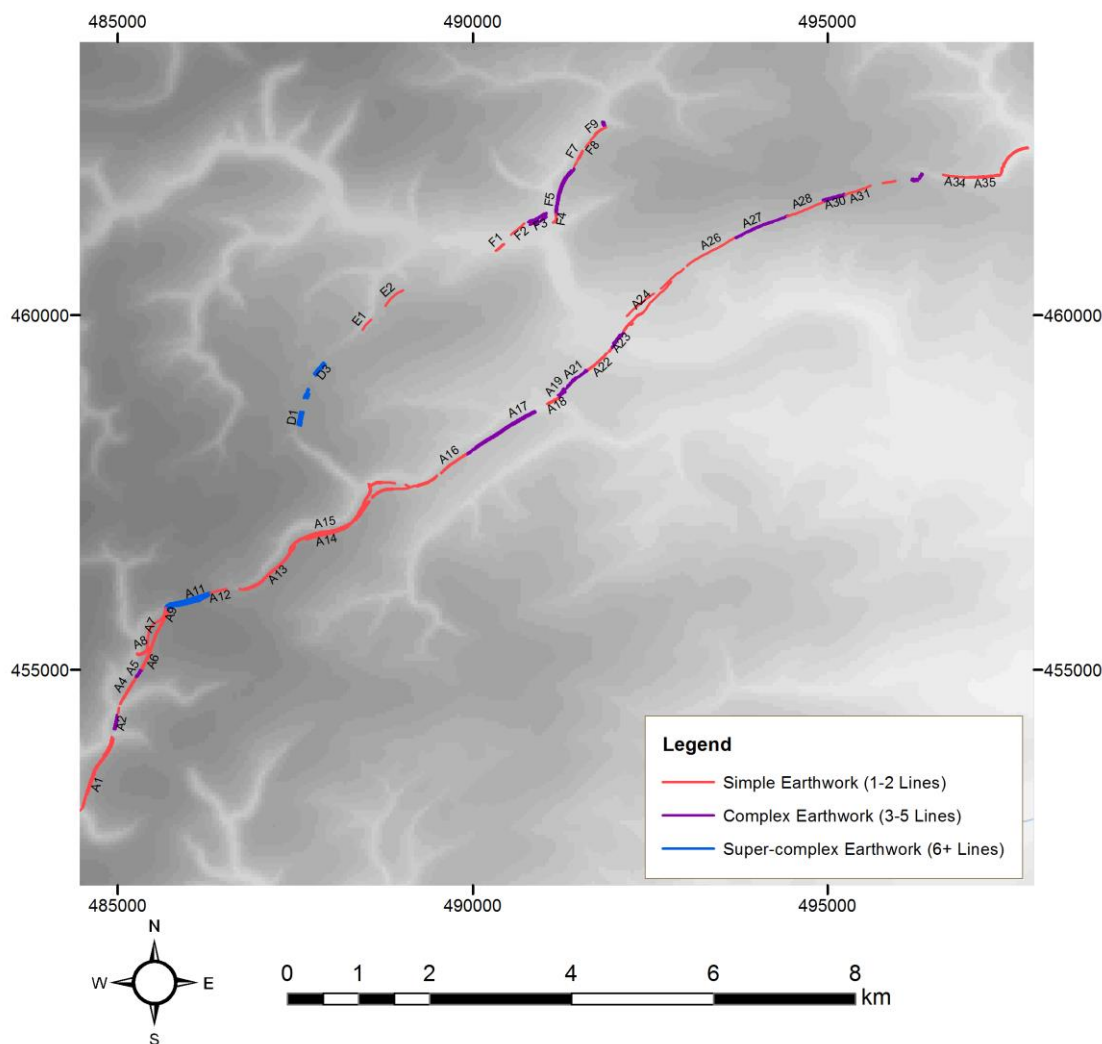 485000 490000 495000
F9
F7
F8
F5
F4
F3
F2
F1
A34 A35
A31
A30
A28
A27
A26
E2
E1
460000 460000
A24
A23
A22
A21
A19
A18
D3
D1
A17
A16
A15
A14
A13
A12
A11
A9
A7
A8
A6
A5
A4
A2
A1
455000 455000
Legend
Simple Earthwork (1-2 Lines)
Complex Earthwork (3-5 Lines)
Super-complex Earthwork (6+ Lines)
485000 490000 495000
N
W E
S
0 1 2 4 6 8
km